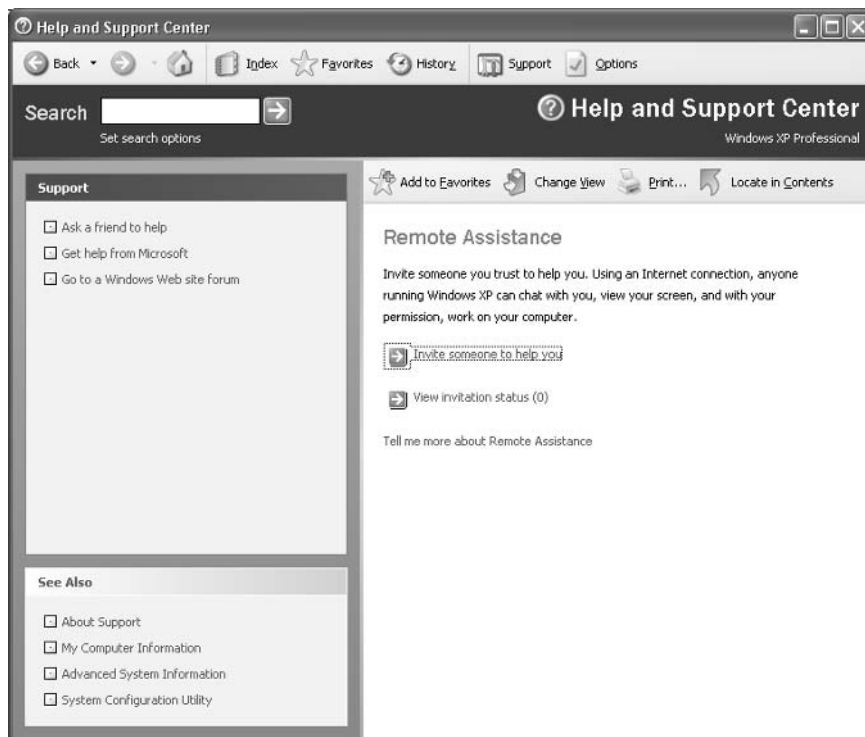 Help and Support Center
Back
Index
Favorites
History
Support
Options
Search
Set search options
Help and Support Center
Windows XP Professional
Support
Ask a friend to help
Get help from Microsoft
Go to a Windows Web site forum
See Also
About Support
My Computer Information
Advanced System Information
System Configuration Utility
Add to Favorites
Change View
Print...
Locate in Contents
Remote Assistance
Invite someone you trust to help you. Using an Internet connection, anyone
running Windows XP can chat with you, view your screen, and with your
permission, work on your computer.
Invite someone to help you
View invitation status (0)
Tell me more about Remote Assistance